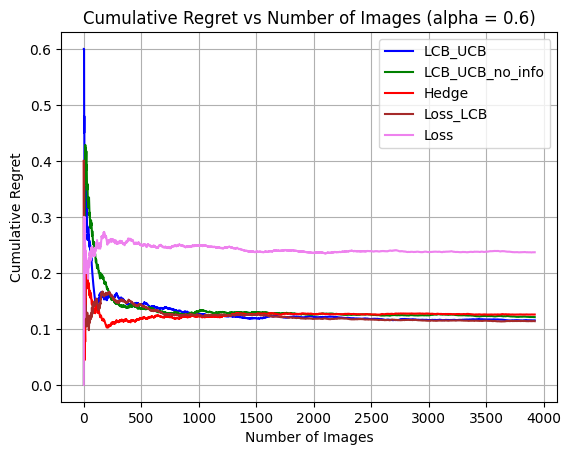 Cumulative Regret vs Number of Images (alpha = 0.6)
LCB_UCB
LCB_UCB_no_info
Hedge
Loss_LCB
Loss
Cumulative Regret
0.6
0.5
0.4
0.3
0.2
0.1
0.0
0 500 1000 1500 2000 2500 3000 3500 4000
Number of Images